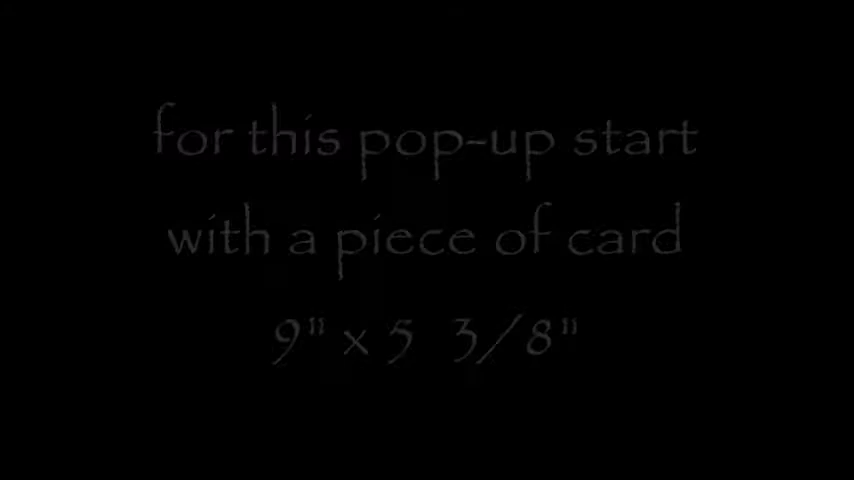 for this pop-up start
with a piece of card
9" x 5 3/8"